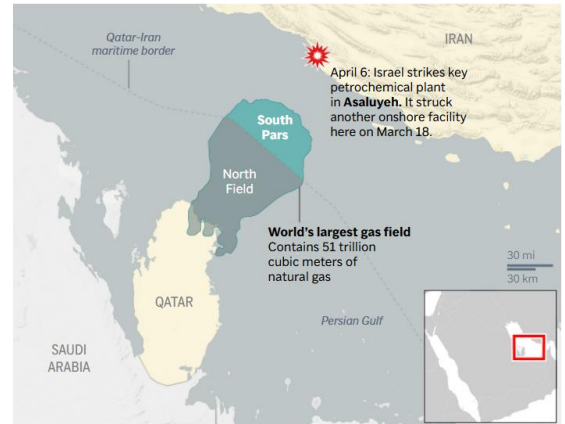 Qatar-Iran
maritime border
IRAN
April 6: Israel strikes key
petrochemical plant
in Asaluyeh. It struck
another onshore facility
here on March 18.
South
Pars
North
Field
World's largest gas field
Contains 51 trillion
cubic meters of
natural gas
30 mi
30 km
QATAR
Persian Gulf
SAUDI
ARABIA